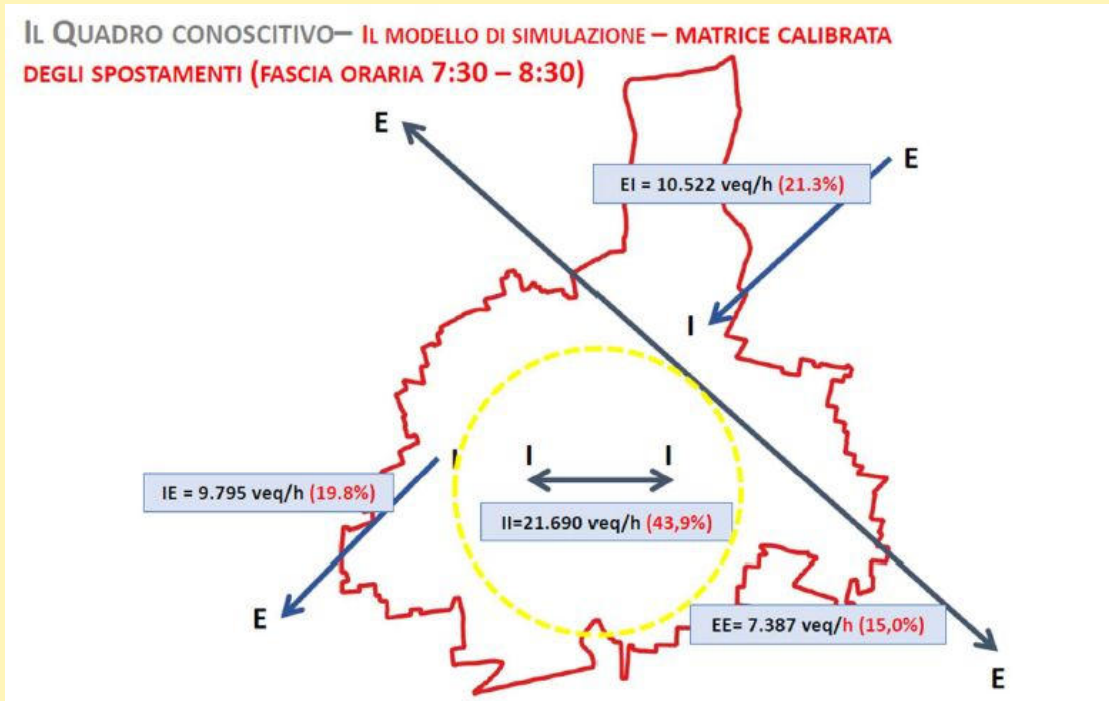 IL QUADRO CONOSCITIVO– IL MODELLO DI SIMULAZIONE – MATRICE CALIBRATA
DEGLI SPOSTAMENTI (FASCIA ORARIA 7:30 – 8:30)
E
E
EI = 10.522 veq/h (21.3%)
I
I
I
I
IE = 9.795 veq/h (19.8%)
II=21.690 veq/h (43,9%)
E
EE= 7.387 veq/h (15,0%)
E